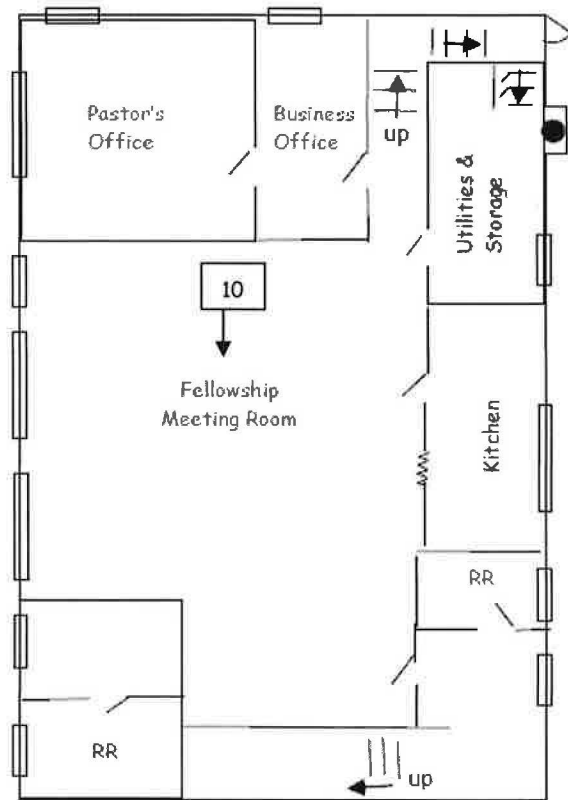 Pastor's
Office
Business
Office
up
Utilities &
Storage
10
Fellowship
Meeting Room
Kitchen
RR
RR
up